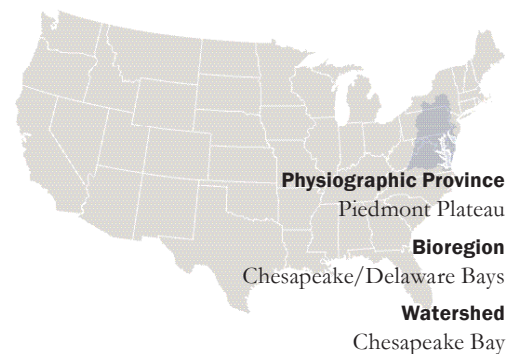 Physiographic Province
Piedmont Plateau
Bioregion
Chesapeake/Delaware Bays
Watershed
Chesapeake Bay